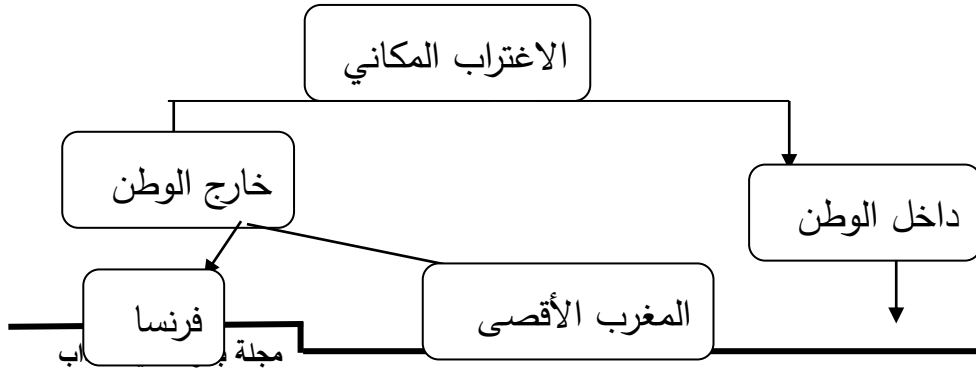 الاغتراب المكاني
خارج الوطن
داخل الوطن
فرنسا
المغرب الأقصى
مجلة